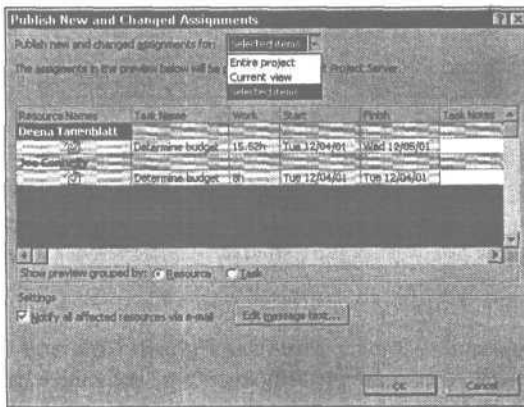 Publish New and Changed Assignments
Publish new and changed assignments for: Selected items
Entire project
Current view
Selected items
The assignments in the preview below will be Project Server.
Resource Names Task Name Work Start Finish Task Notes
Deena Tanenblatt
Determine budget 15.52h Tue 12/04/01 Wed 12/05/01
Joe
Determine budget 8h Tue 12/04/01 Tue 12/04/01
Show preview grouped by: Resource Task
Settings
Notify all affected resources via e-mail Edit message text...
OK Cancel